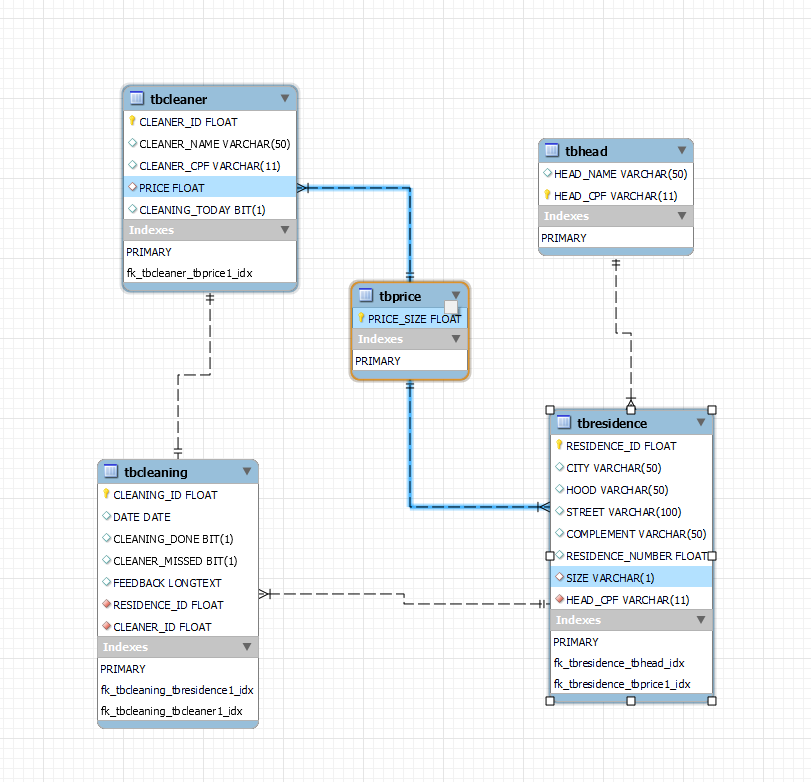 tbcleaner
CLEANER_ID FLOAT
CLEANER_NAME VARCHAR(50)
CLEANER_CPF VARCHAR(11)
PRICE FLOAT
CLEANING_TODAY BIT(1)
Indexes
PRIMARY
fk_tbcleaner_tbprice1_idx
tbhead
HEAD_NAME VARCHAR(50)
HEAD_CPF VARCHAR(11)
Indexes
PRIMARY
tbprice
PRICE_SIZE FLOAT
Indexes
PRIMARY
tbresidence
RESIDENCE_ID FLOAT
CITY VARCHAR(50)
HOOD VARCHAR(50)
STREET VARCHAR(100)
COMPLEMENT VARCHAR(50)
RESIDENCE_NUMBER FLOAT
SIZE VARCHAR(1)
HEAD_CPF VARCHAR(11)
Indexes
PRIMARY
fk_tbresidence_tbhead_idx
fk_tbresidence_tbprice1_idx
tbcleaning
CLEANING_ID FLOAT
DATE DATE
CLEANING_DONE BIT(1)
CLEANER_MISSED BIT(1)
FEEDBACK LONGTEXT
RESIDENCE_ID FLOAT
CLEANER_ID FLOAT
Indexes
PRIMARY
fk_tbcleaning_tbresidence1_idx
fk_tbcleaning_tbcleaner1_idx